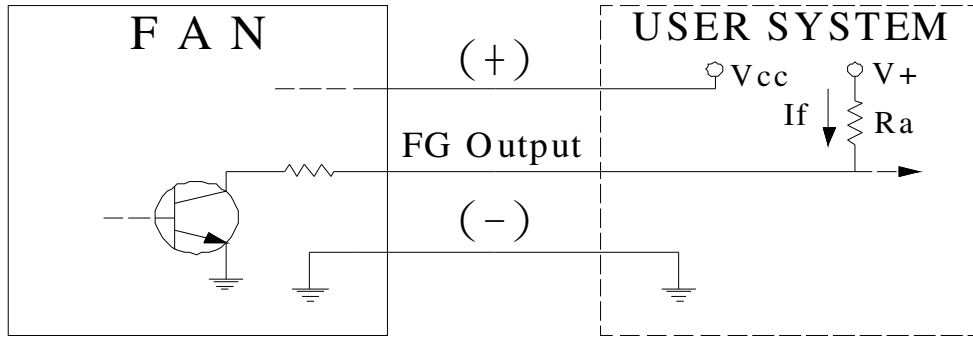 F A N
USER SYSTEM
(+)
Vcc
V+
If
Ra
FG Output
(-)